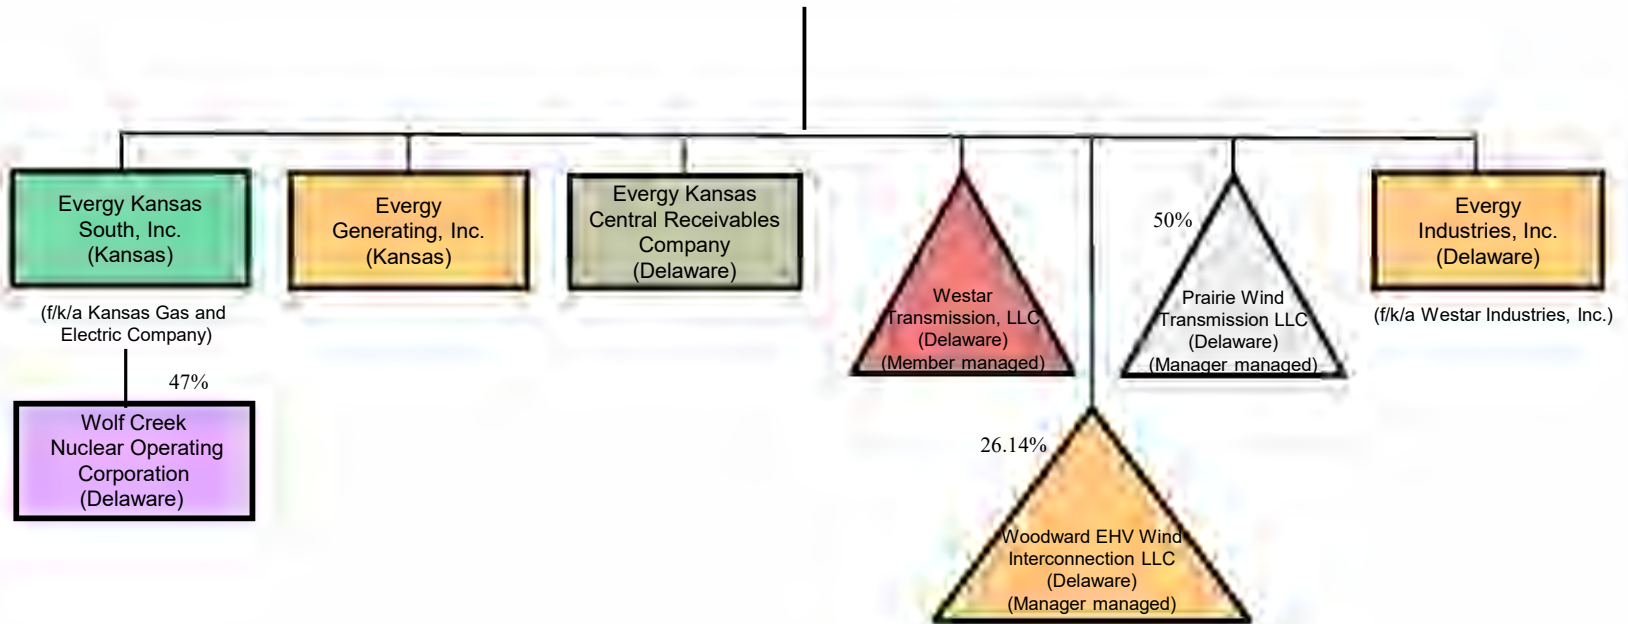 Evergy Kansas
South, Inc.
(Kansas)
(f/k/a Kansas Gas and
Electric Company)
47%
Wolf Creek
Nuclear Operating
Corporation
(Delaware)
Evergy
Generating, Inc.
(Kansas)
Evergy Kansas
Central Receivables
Company
(Delaware)
Westar
Transmission, LLC
(Delaware)
(Member managed)
26.14%
Woodward EHV Wind
Interconnection LLC
(Delaware)
(Manager managed)
50%
Prairie Wind
Transmission LLC
(Delaware)
(Manager managed)
Evergy
Industries, Inc.
(Delaware)
(f/k/a Westar Industries, Inc.)